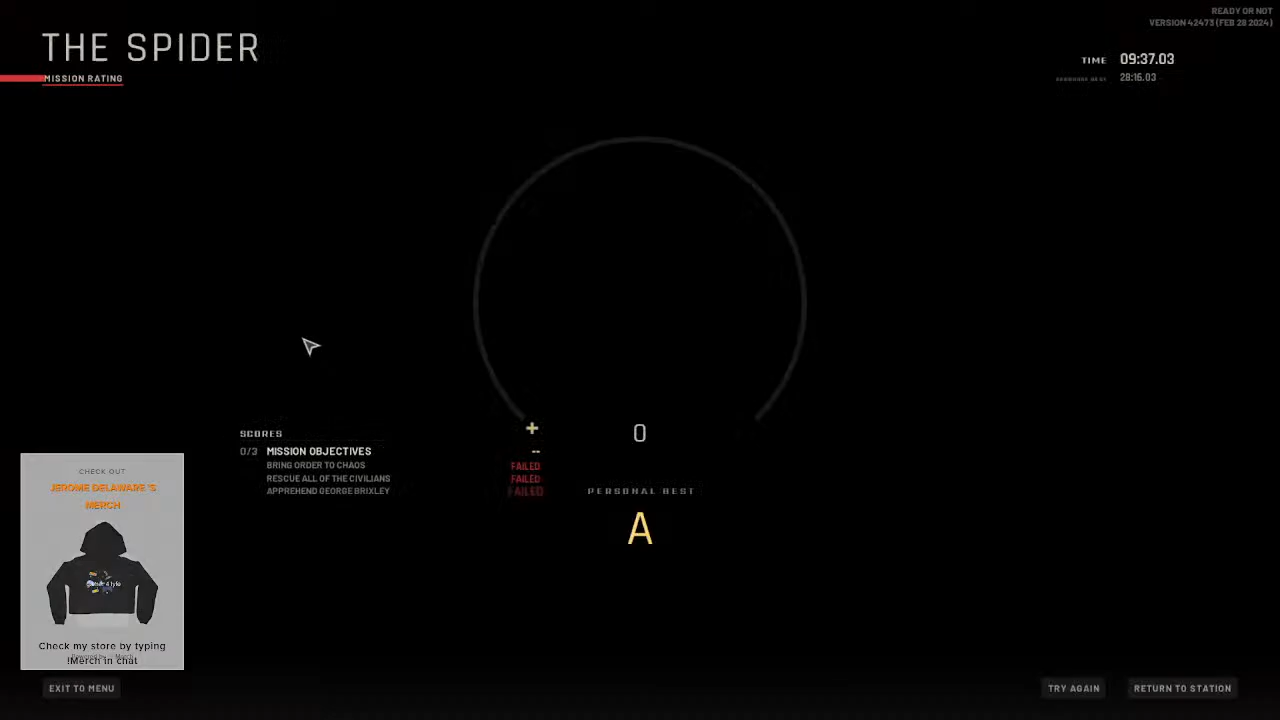 READY OR NOT
VERSION 42473 (FEB 28 2024)
THE SPIDER
MISSION RATING
TIME 09:37.03
28:16.03
0
SCORES
+
0/3 MISSION OBJECTIVES --
BRING ORDER TO CHAOS FAILED
RESCUE ALL OF THE CIVILIANS FAILED
APPREHEND GEORGE BRIXLEY FAILED
PERSONAL BEST
A
CHECK OUT
JEROME DELAWARE 'S
MERCH
Check my store by typing
!Merch in chat
EXIT TO MENU
TRY AGAIN
RETURN TO STATION